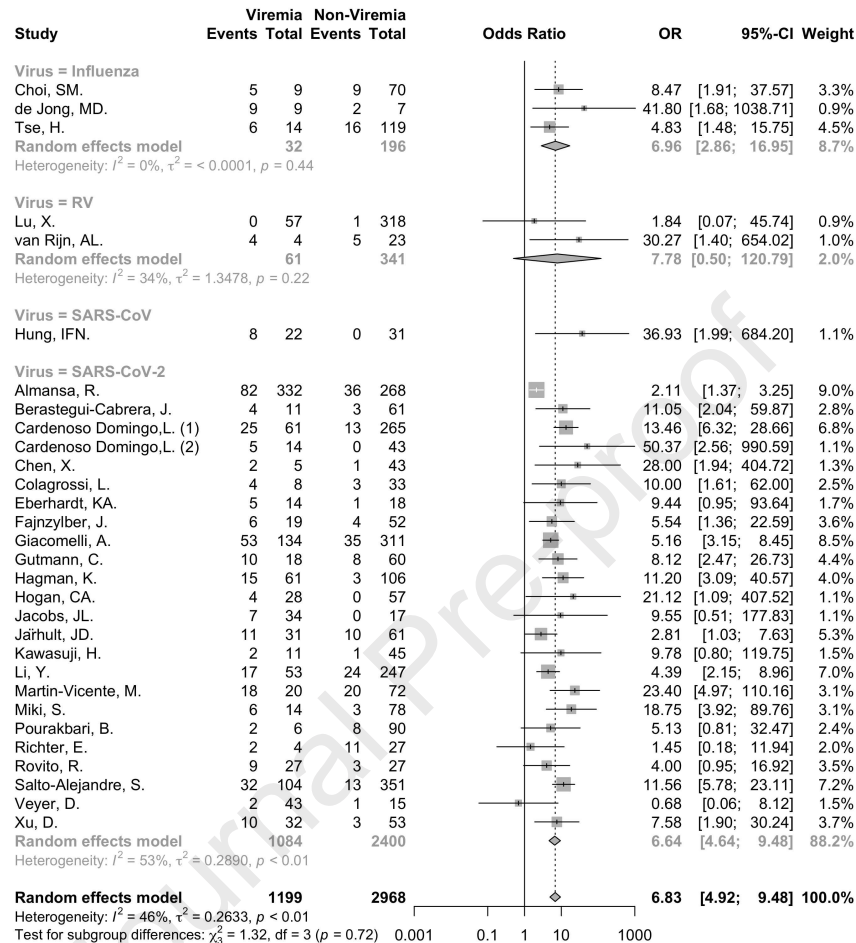 Viremia Non-Viremia
Study Events Total Events Total Odds Ratio OR 95%-CI Weight
Virus = Influenza
Choi, SM. 5 9 9 70 8.47 [1.91; 37.57] 3.3%
de Jong, MD. 9 9 2 7 41.80 [1.68; 1038.71] 0.9%
Tse, H. 6 14 16 119 4.83 [1.48; 15.75] 4.5%
Random effects model 32 196 6.96 [2.86; 16.95] 8.7%
Heterogeneity: I² = 0%, τ² = < 0.0001, p = 0.44
Virus = RV
Lu, X. 0 57 1 318 1.84 [0.07; 45.74] 0.9%
van Rijn, AL. 4 4 5 23 30.27 [1.40; 654.02] 1.0%
Random effects model 61 341 7.78 [0.50; 120.79] 2.0%
Heterogeneity: I² = 34%, τ² = 1.3478, p = 0.22
Virus = SARS-CoV
Hung, IFN. 8 22 0 31 36.93 [1.99; 684.20] 1.1%
Virus = SARS-CoV-2
Almansa, R. 82 332 36 268 2.11 [1.37; 3.25] 9.0%
Berastegui-Cabrera, J. 4 11 3 61 11.05 [2.04; 59.87] 2.8%
Cardenoso Domingo,L. (1) 25 61 13 265 13.46 [6.32; 28.66] 6.8%
Cardenoso Domingo,L. (2) 5 14 0 43 50.37 [2.56; 990.59] 1.1%
Chen, X. 2 5 1 43 28.00 [1.94; 404.72] 1.3%
Colagrossi, L. 4 8 3 33 10.00 [1.61; 62.00] 2.5%
Eberhardt, KA. 5 14 1 18 9.44 [0.95; 93.64] 1.7%
Fajnzylber, J. 6 19 4 52 5.54 [1.36; 22.59] 3.6%
Giacomelli, A. 53 134 35 311 5.16 [3.15; 8.45] 8.5%
Gutmann, C. 10 18 8 60 8.12 [2.47; 26.73] 4.4%
Hagman, K. 15 61 3 106 11.20 [3.09; 40.57] 4.0%
Hogan, CA. 4 28 0 57 21.12 [1.09; 407.52] 1.1%
Jacobs, JL. 7 34 0 17 9.55 [0.51; 177.83] 1.1%
Järhult, JD. 11 31 10 61 2.81 [1.03; 7.63] 5.3%
Kawasuji, H. 2 11 1 45 9.78 [0.80; 119.75] 1.5%
Li, Y. 17 53 24 247 4.39 [2.15; 8.96] 7.0%
Martin-Vicente, M. 18 20 20 72 23.40 [4.97; 110.16] 3.1%
Miki, S. 6 14 3 78 18.75 [3.92; 89.76] 3.1%
Pourakbari, B. 2 6 8 90 5.13 [0.81; 32.47] 2.4%
Richter, E. 2 4 11 27 1.45 [0.18; 11.94] 2.0%
Rovito, R. 9 27 3 27 4.00 [0.95; 16.92] 3.5%
Salto-Alejandre, S. 32 104 13 351 11.56 [5.78; 23.11] 7.2%
Veyer, D. 2 43 1 15 0.68 [0.06; 8.12] 1.5%
Xu, D. 10 32 3 53 7.58 [1.90; 30.24] 3.7%
Random effects model 1084 2400 6.64 [4.64; 9.48] 88.2%
Heterogeneity: I² = 53%, τ² = 0.2890, p < 0.01
Random effects model 1199 2968 6.83 [4.92; 9.48] 100.0%
Heterogeneity: I² = 46%, τ² = 0.2633, p < 0.01
Test for subgroup differences: χ²₃ = 1.32, df = 3 (p = 0.72) 0.001 0.1 1 10 1000
Journal Pre-proof